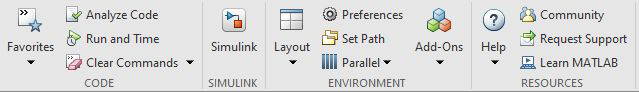 Favorites
Analyze Code
Run and Time
Clear Commands
CODE
Simulink
SIMULINK
Layout
Preferences
Set Path
Parallel
Add-Ons
ENVIRONMENT
Help
Community
Request Support
Learn MATLAB
RESOURCES